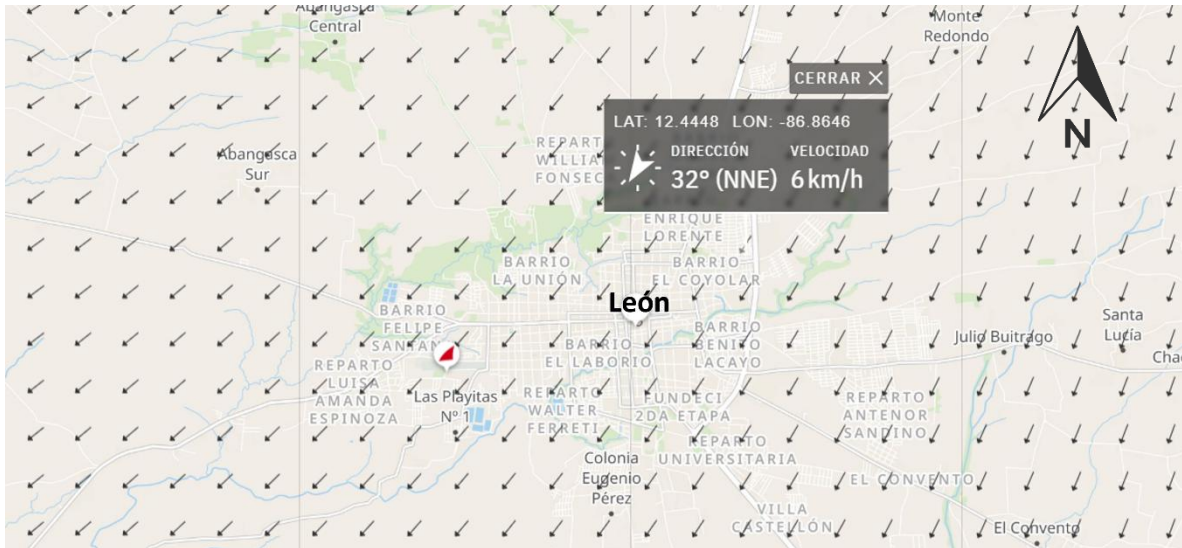 Abangasca
Central
Monte
Redondo
CERRAR ×
LAT: 12.4448 LON: -86.8646
DIRECCIÓN VELOCIDAD
32° (NNE) 6 km/h
N
Abangasca
Sur
REPART
WILLIA
FONSEC
ENRIQUE
LORENTE
BARRIO
LA UNIÓN
BARRIO
EL COYOLAR
León
BARRIO
FELIPE
SANTANA
BARRIO
EL LABORIO
BARRIO
BENITO
LACAYO
Julio Buitrago
Santa
Lucía
Cha
REPARTO
LUISA
AMANDA
ESPINOZA
Las Playitas
Nº 1
REPARTO
WALTER
FERRETI
FUNDECI
2DA ETAPA
REPARTO
ANTENOR
SANDINO
REPARTO
UNIVERSITARIA
Colonia
Eugenio
Pérez
EL CONVENTO
VILLA
CASTELLÓN
El Convento